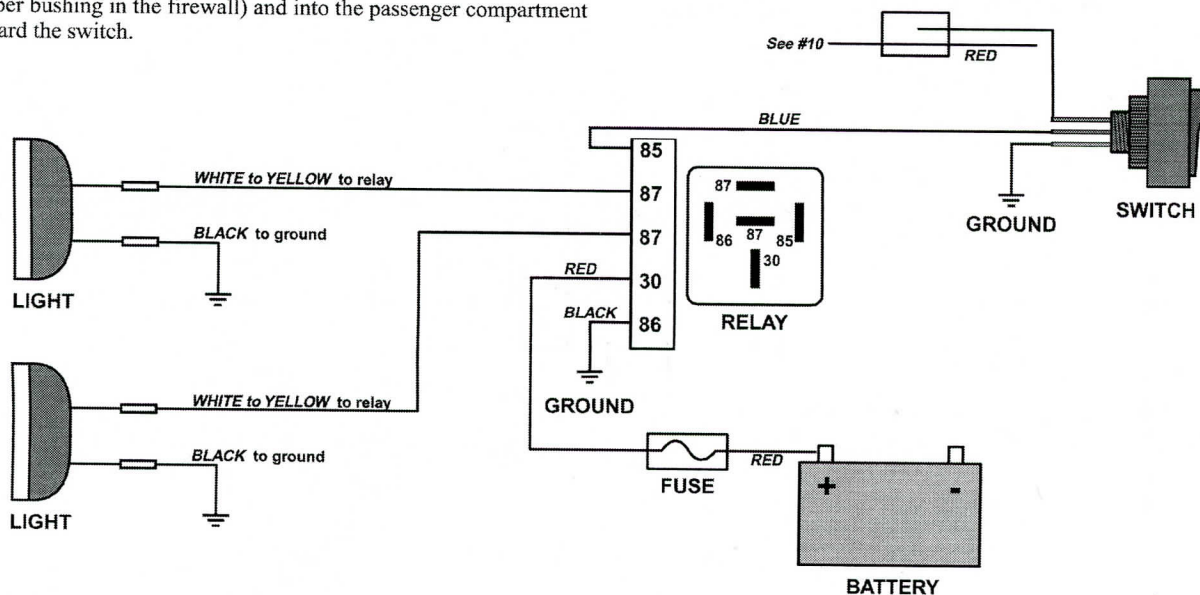 bushing in the firewall) and into the passenger compartment
the switch.
See #10
RED
BLUE
85
WHITE to YELLOW to relay
87
BLACK to ground
87
RED
30
BLACK
86
LIGHT
GROUND
87
86
87
85
30
RELAY
GROUND
SWITCH
WHITE to YELLOW to relay
BLACK to ground
LIGHT
FUSE
RED
+
-
BATTERY